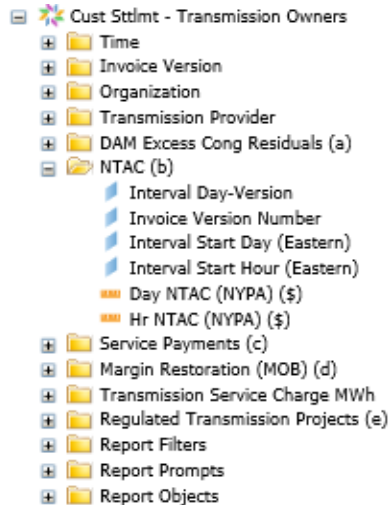 Cust Sttlmt - Transmission Owners
Time
Invoice Version
Organization
Transmission Provider
DAM Excess Cong Residuals (a)
NTAC (b)
Interval Day-Version
Invoice Version Number
Interval Start Day (Eastern)
Interval Start Hour (Eastern)
Day NTAC (NYPA) ($)
Hr NTAC (NYPA) ($)
Service Payments (c)
Margin Restoration (MOB) (d)
Transmission Service Charge MWh
Regulated Transmission Projects (e)
Report Filters
Report Prompts
Report Objects